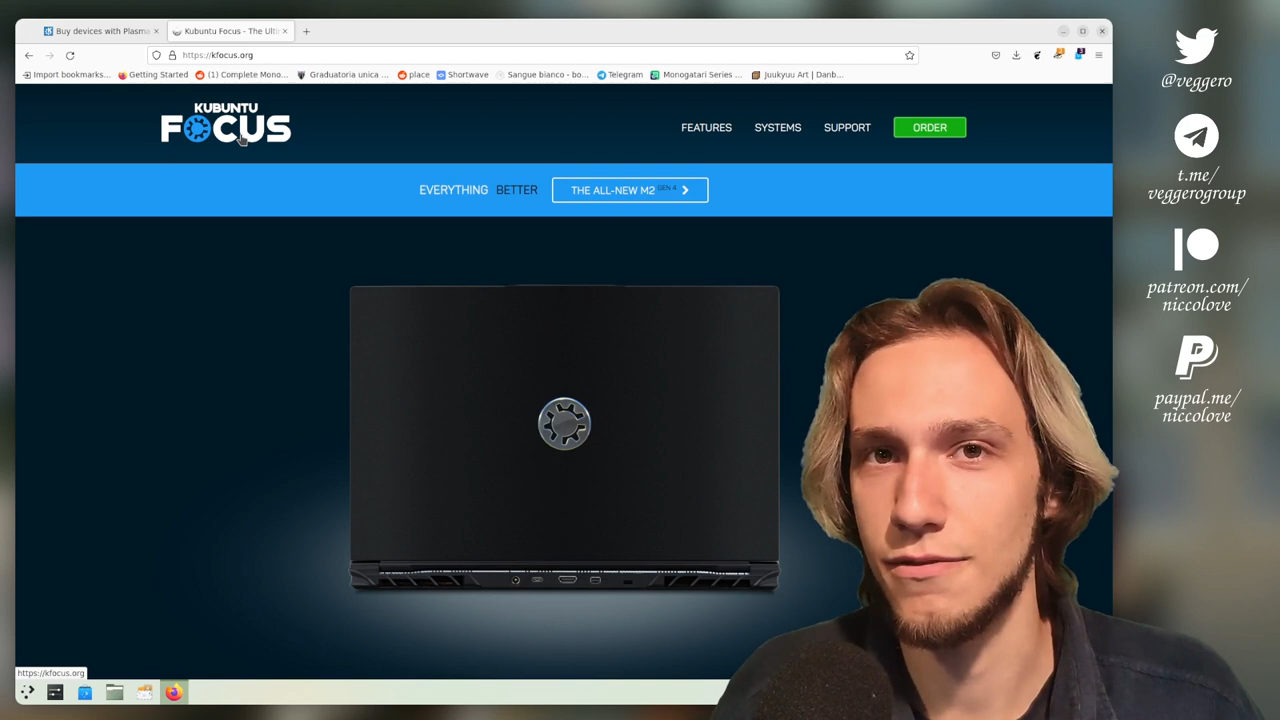 Buy devices with Plasma
Kubuntu Focus - The Ulti
https://kfocus.org
Import bookmarks...
Getting Started
(1) Complete Mono...
Graduatoria unica ...
place
Shortwave
Sangue bianco - bo...
Telegram
Monogatari Series ...
Juukyuu Art | Danb...
KUBUNTU
FOCUS
FEATURES
SYSTEMS
SUPPORT
ORDER
EVERYTHING BETTER
THE ALL-NEW M2 GEN 4
https://kfocus.org
@veggero
t.me/
veggerogroup
patreon.com/
niccolove
paypal.me/
niccolove